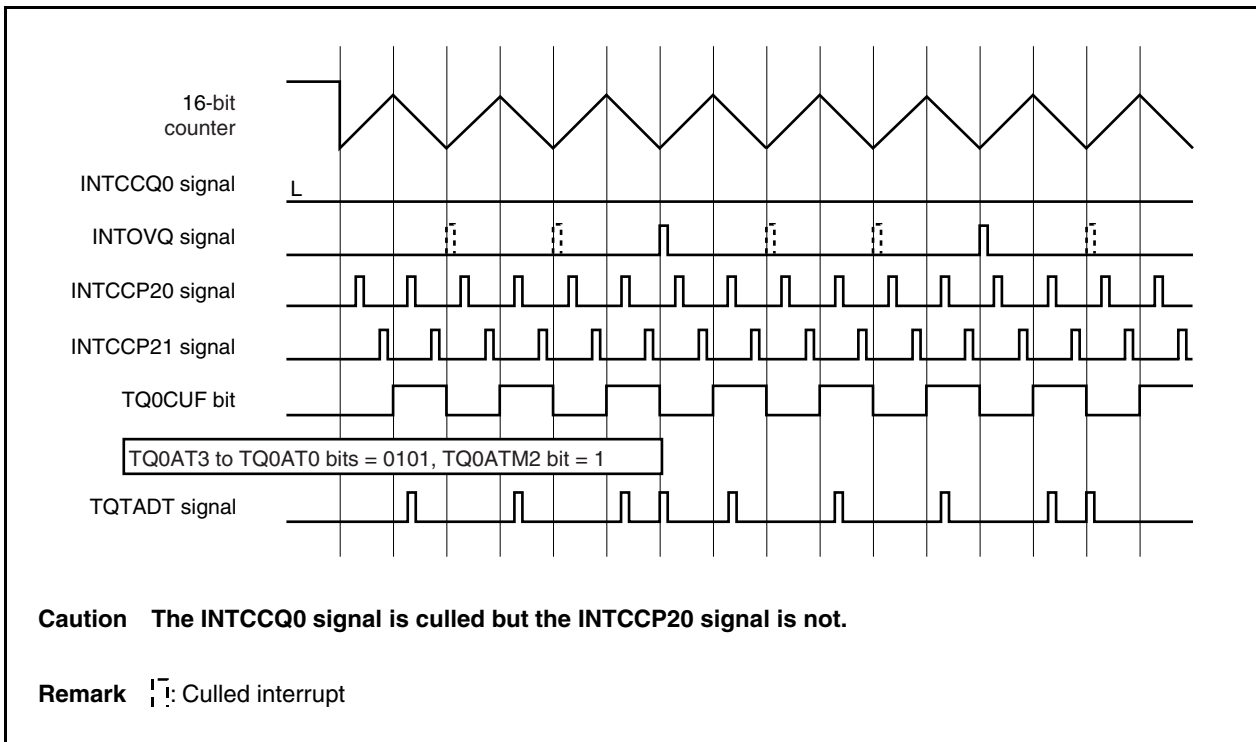 16-bit
counter
INTCCQ0 signal
L
INTOVQ signal
INTCCP20 signal
INTCCP21 signal
TQ0CUF bit
TQ0AT3 to TQ0AT0 bits = 0101, TQ0ATM2 bit = 1
TQTADT signal
Caution The INTCCQ0 signal is culled but the INTCCP20 signal is not.
Remark : Culled interrupt